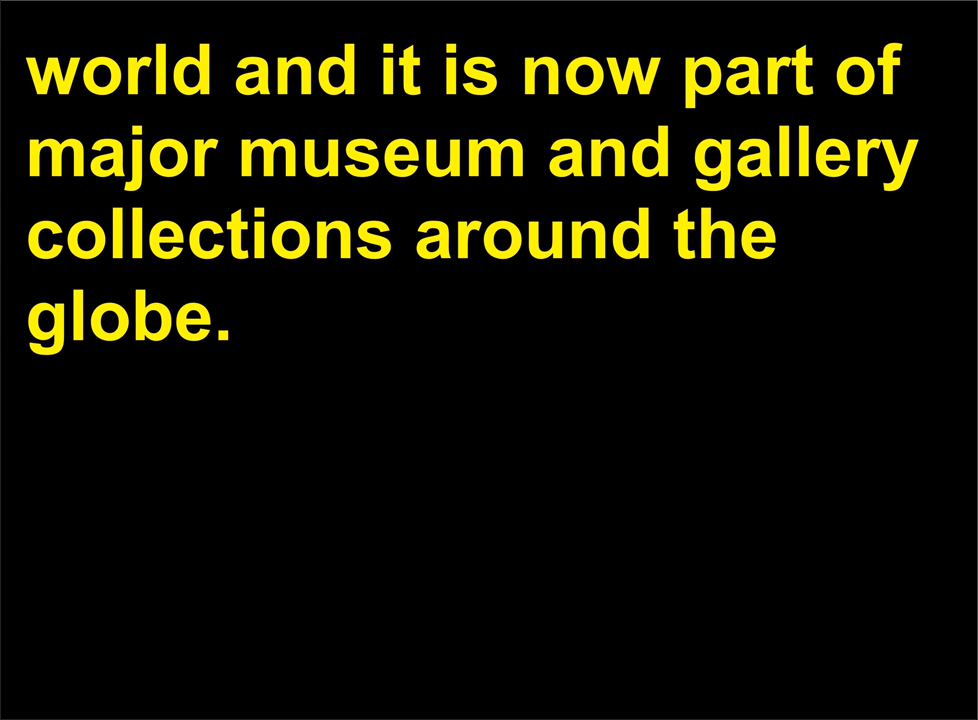 world and it is now part of
major museum and gallery
collections around the
globe.